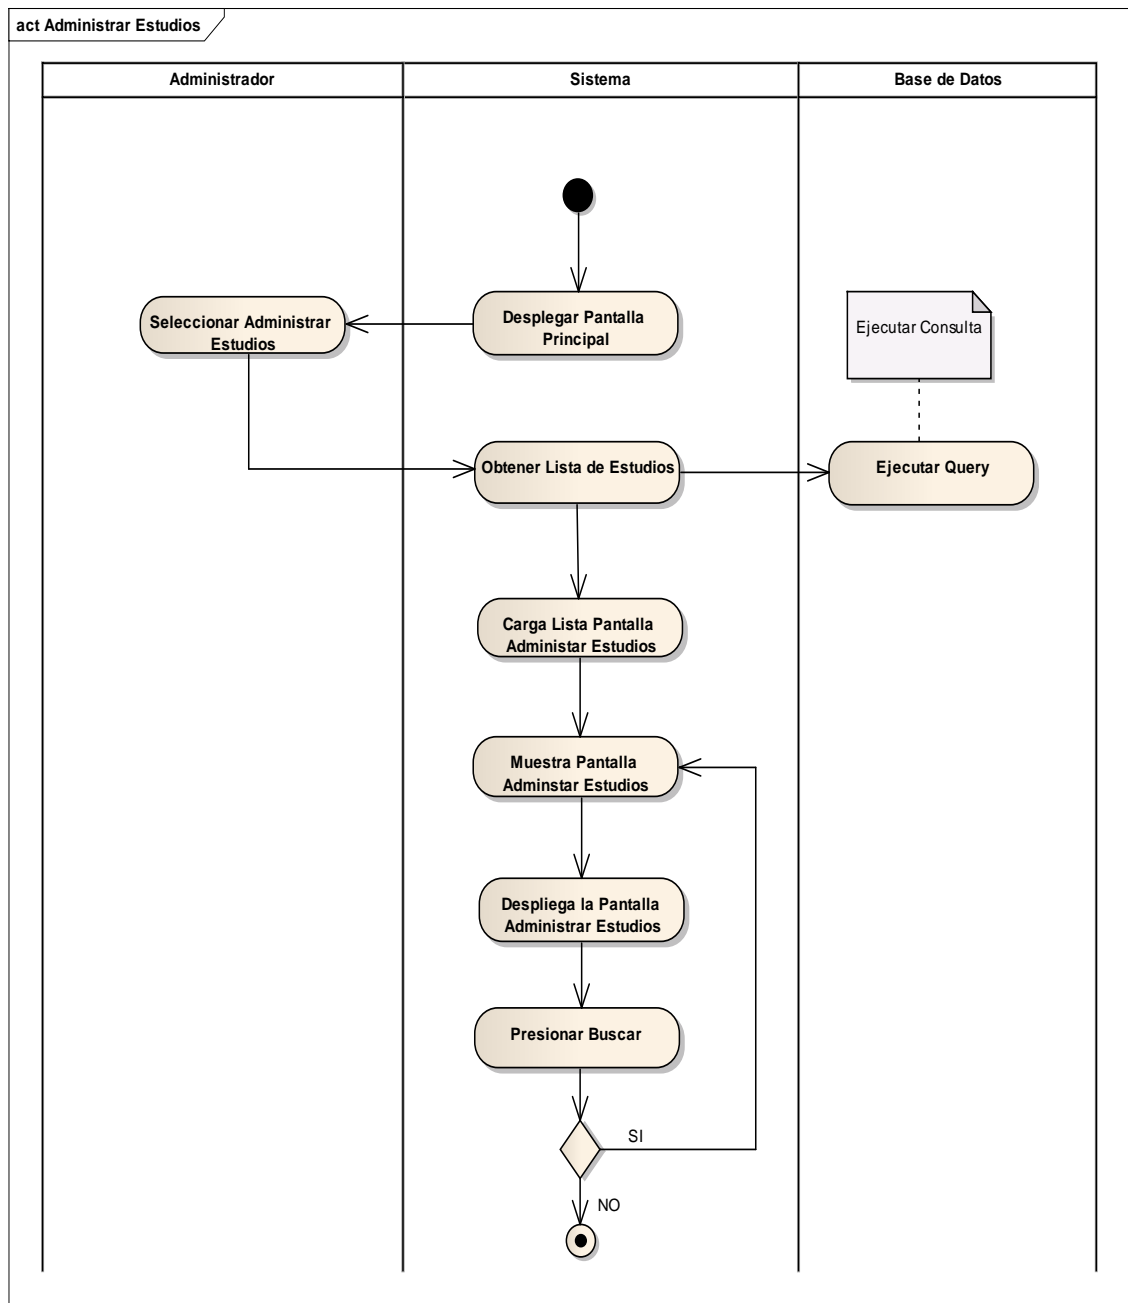 act Administrar Estudios
Administrador
Sistema
Base de Datos
Seleccionar Administrar
Estudios
Desplegar Pantalla
Principal
Ejecutar Consulta
Obtener Lista de Estudios
Ejecutar Query
Carga Lista Pantalla
Administar Estudios
Muestra Pantalla
Adminstar Estudios
Despliega la Pantalla
Administrar Estudios
Presionar Buscar
SI
NO